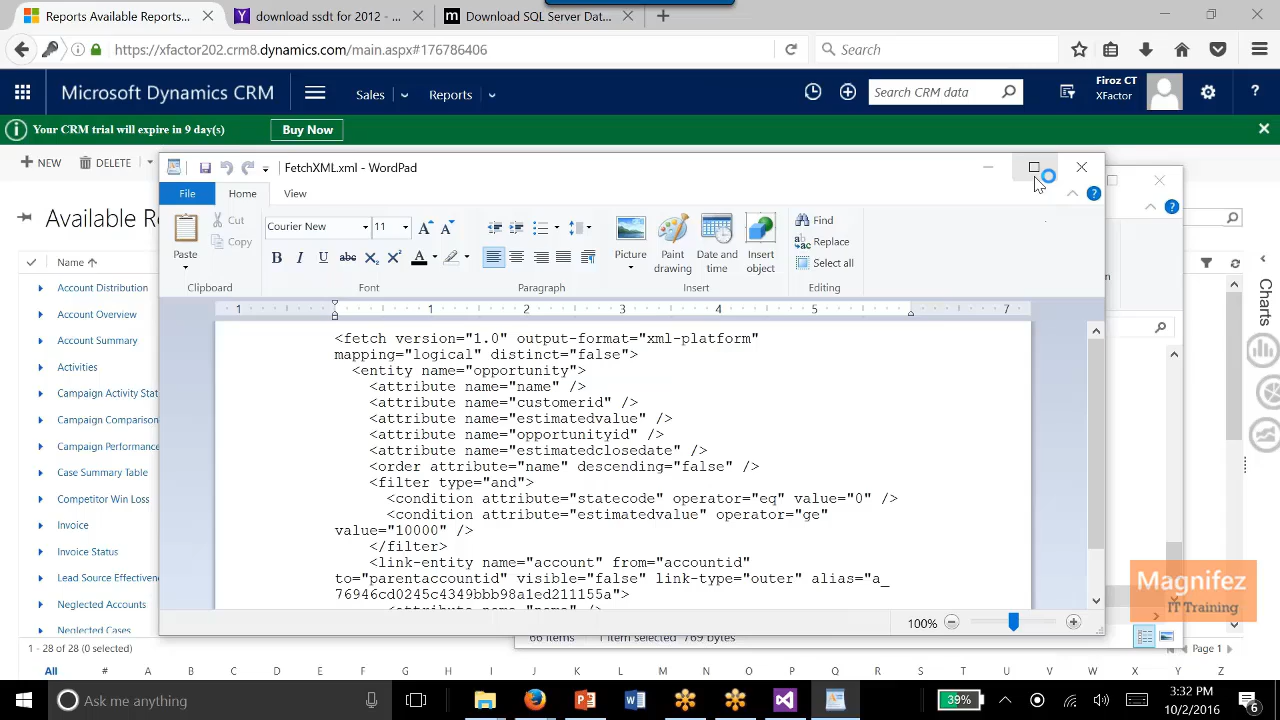 Reports Available Reports
download ssdt for 2012 - ...
Download SQL Server Dat...
https://xfactor202.crm8.dynamics.com/main.aspx#176786406
Search
Microsoft Dynamics CRM
Sales
Reports
Search CRM data
Firoz CT
XFactor
Your CRM trial will expire in 9 day(s)
Buy Now
NEW
DELETE
FetchXML.xml - WordPad
File
Home
View
Available Re
Paste
Cut
Copy
Clipboard
Courier New
11
Font
Paragraph
Picture
Paint drawing
Date and time
Insert object
Insert
Find
Replace
Select all
Editing
1 1 2 3 4 5 7
Name
Account Distribution
Account Overview
Account Summary
Activities
Campaign Activity Stat
Campaign Comparison
Campaign Performance
Case Summary Table
Competitor Win Loss
Invoice
Invoice Status
Lead Source Effectiven
Neglected Accounts
Neglected Cases
<fetch version="1.0" output-format="xml-platform"
mapping="logical" distinct="false">
<entity name="opportunity">
<attribute name="name" />
<attribute name="customerid" />
<attribute name="estimatedvalue" />
<attribute name="opportunityid" />
<attribute name="estimatedclosedate" />
<order attribute="name" descending="false" />
<filter type="and">
<condition attribute="statecode" operator="eq" value="0" />
<condition attribute="estimatedvalue" operator="ge"
value="10000" />
</filter>
<link-entity name="account" from="accountid"
to="parentaccountid" visible="false" link-type="outer" alias="a_
Charts
Magnifez
IT Training
100%
66 items 1 item selected 769 bytes
1 - 28 of 28 (0 selected)
Page 1
All # A B C D E F G H I J K L M N O P Q R S T U V W X Y Z
Ask me anything
39%
3:32 PM
10/2/2016
6